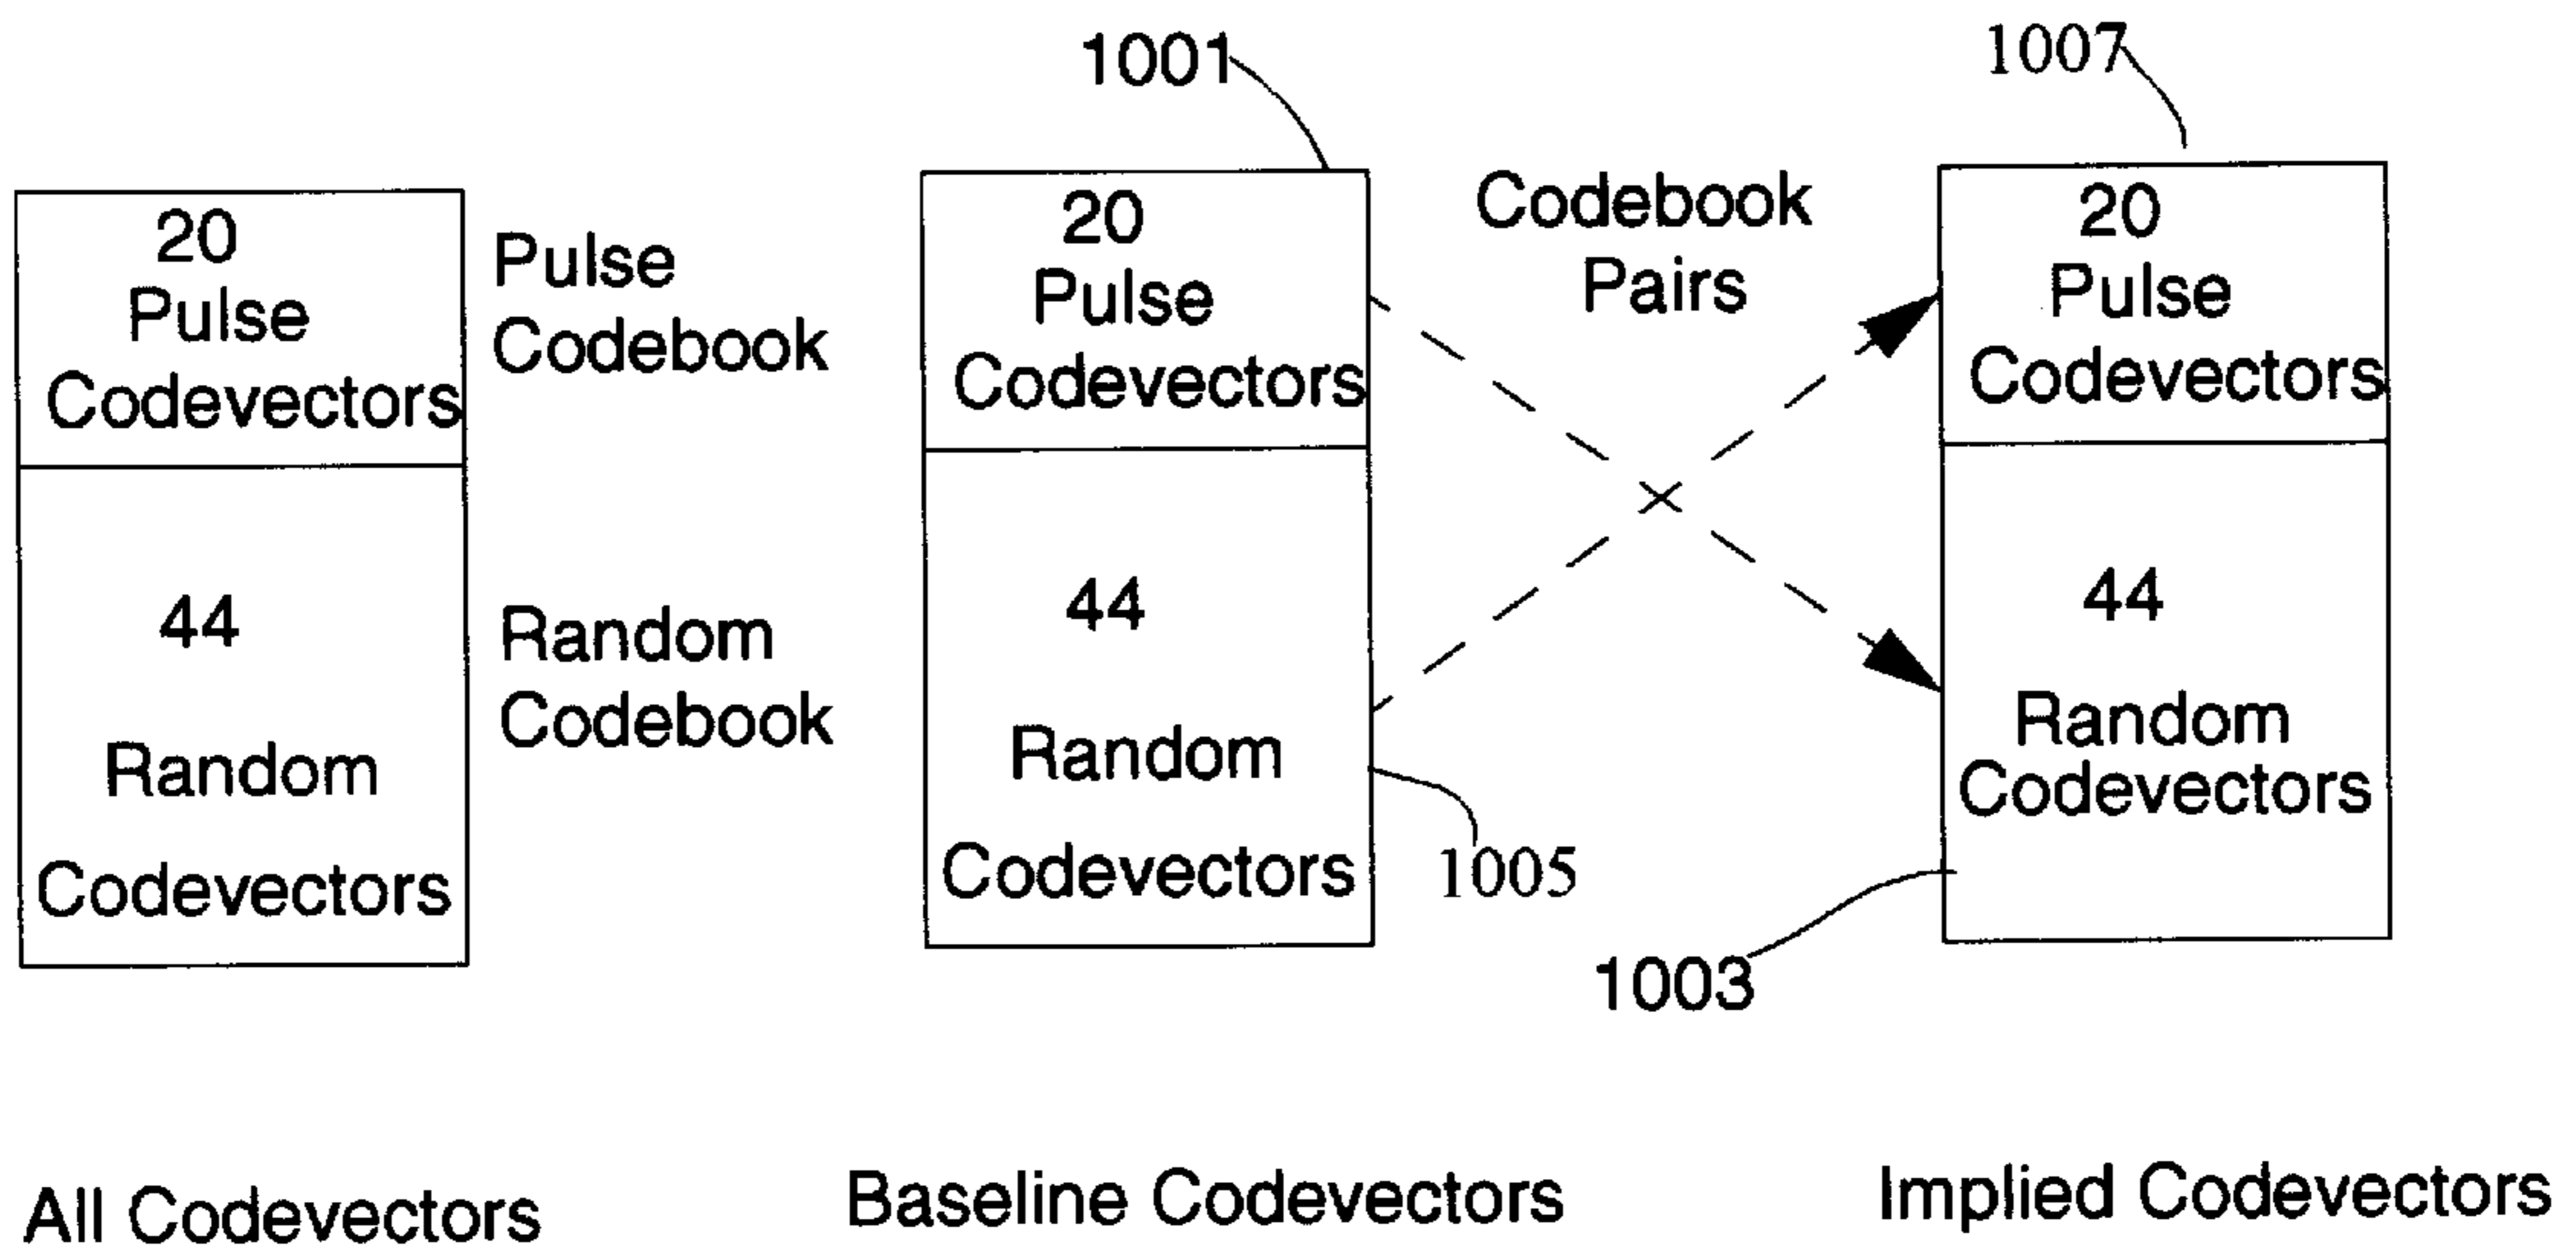 1001
1007
20
Pulse
Codevectors
Pulse
Codebook
44
Random
Codevectors
Random
Codebook
20
Pulse
Codevectors
44
Random
Codevectors
1005
Codebook
Pairs
20
Pulse
Codevectors
44
Random
Codevectors
1003
All Codevectors
Baseline Codevectors
Implied Codevectors